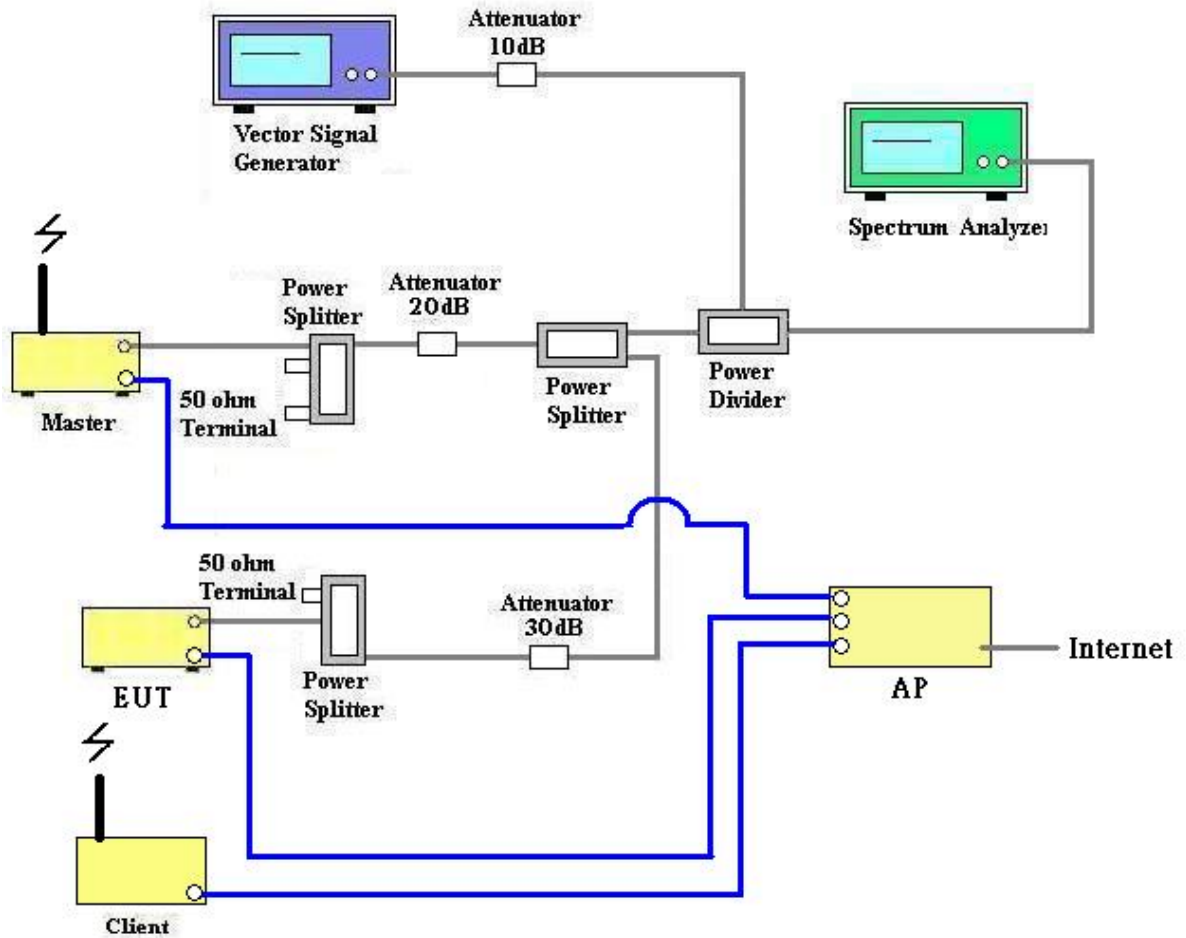 Attenuator
10dB
Vector Signal
Generator
Spectrum Analyzer
Power
Splitter
Attenuator
20dB
50 ohm
Terminal
Master
Power
Splitter
Power
Divider
50 ohm
Terminal
Attenuator
30dB
EUT
Power
Splitter
AP
Internet
Client